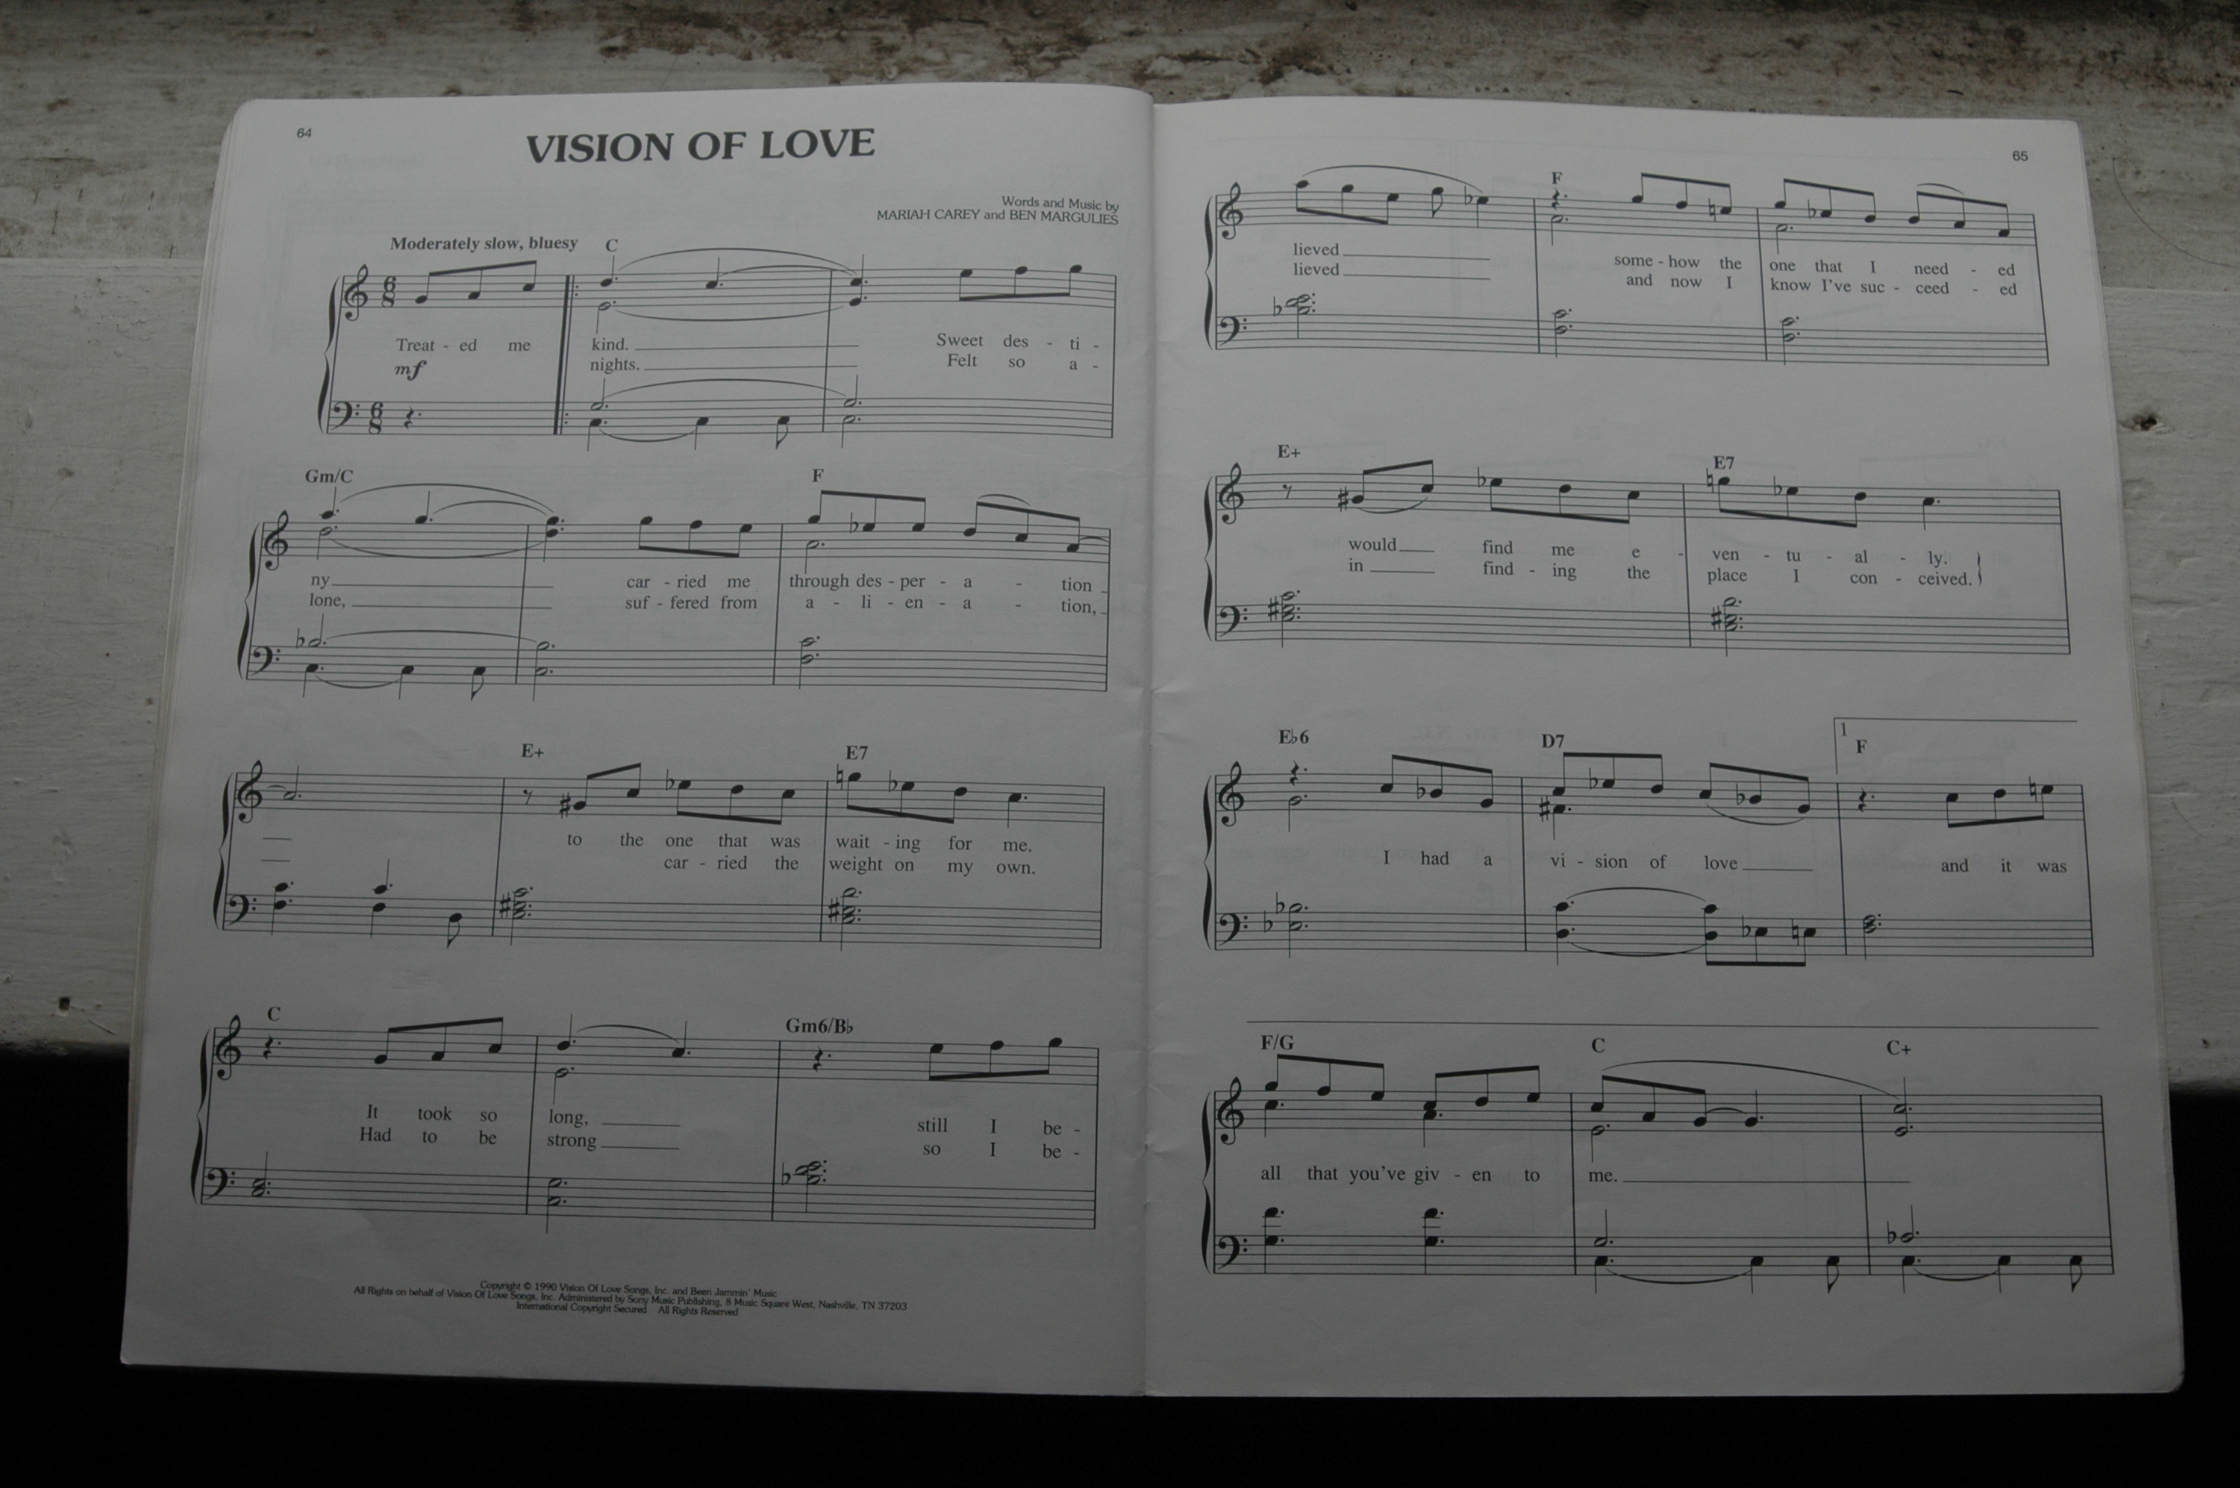 64
VISION OF LOVE
Words and Music by
MARIAH CAREY and BEN MARGULIES
Moderately slow, bluesy C
6 8
Treat - ed me kind. Sweet des - ti -
nights. Felt so a -
mf
6 8
Gm/C F
ny car - ried me through des - per - a - tion
lone, suf - fered from a - li - en - a - tion,
E+ E7
to the one that was wait - ing for me.
car - ried the weight on my own.
C Gm6/B♭
It took so long, still I be -
Had to be strong so I be -
Copyright © 1990 Vision Of Love Songs, Inc. and Been Jammin' Music
All Rights on behalf of Vision Of Love Songs, Inc. Administered by Sony Music Publishing, 8 Music Square West, Nashville, TN 37203
International Copyright Secured All Rights Reserved
65
F
lieved some - how the one that I need - ed
lieved and now I know I've suc - ceed - ed
E+ E7
would find me e - ven - tu - al - ly.
in find - ing the place I con - ceived.
E♭6 D7 1 F
I had a vi - sion of love and it was
F/G C C+
all that you've giv - en to me.